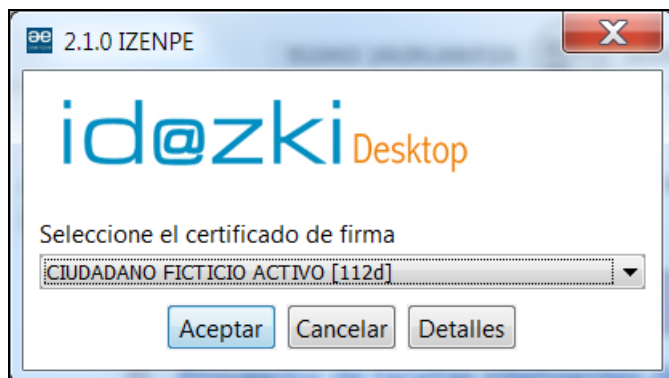 2.1.0 IZENPE
id@zki Desktop
Seleccione el certificado de firma
CIUDADANO FICTICIO ACTIVO [112d]
Aceptar Cancelar Detalles